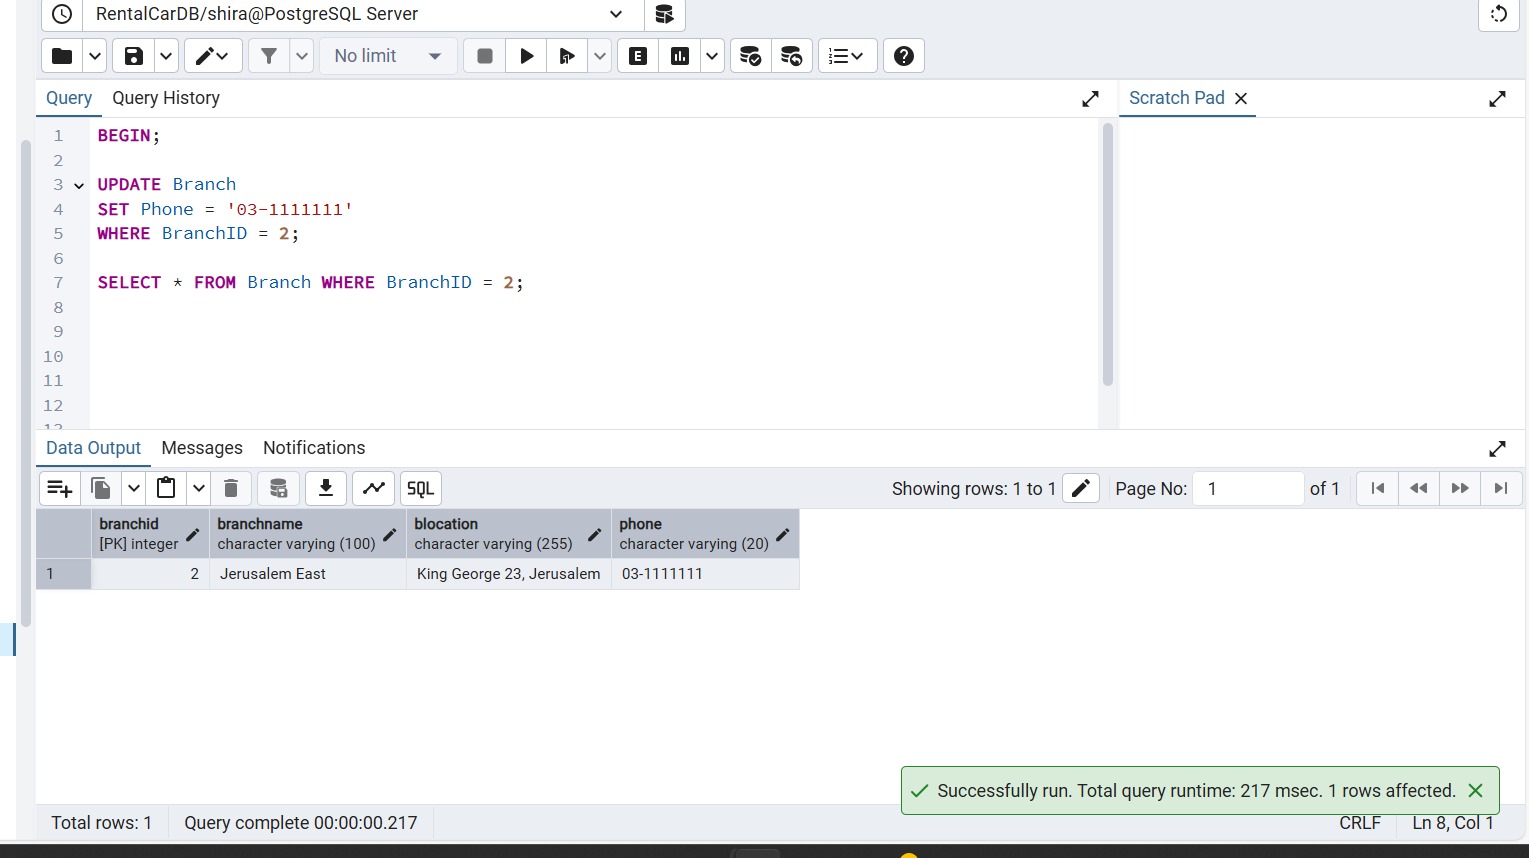 RentalCarDB/shira@PostgreSQL Server
No limit
E
Query Query History
Scratch Pad
1 BEGIN;
2
3 UPDATE Branch
4 SET Phone = '03-1111111'
5 WHERE BranchID = 2;
6
7 SELECT * FROM Branch WHERE BranchID = 2;
8
9
10
11
12
Data Output Messages Notifications
SQL Showing rows: 1 to 1 Page No: 1 of 1
branchid branchname blocation phone
[PK] integer character varying (100) character varying (255) character varying (20)
1 2 Jerusalem East King George 23, Jerusalem 03-1111111
Successfully run. Total query runtime: 217 msec. 1 rows affected.
Total rows: 1 Query complete 00:00:00.217 CRLF Ln 8, Col 1